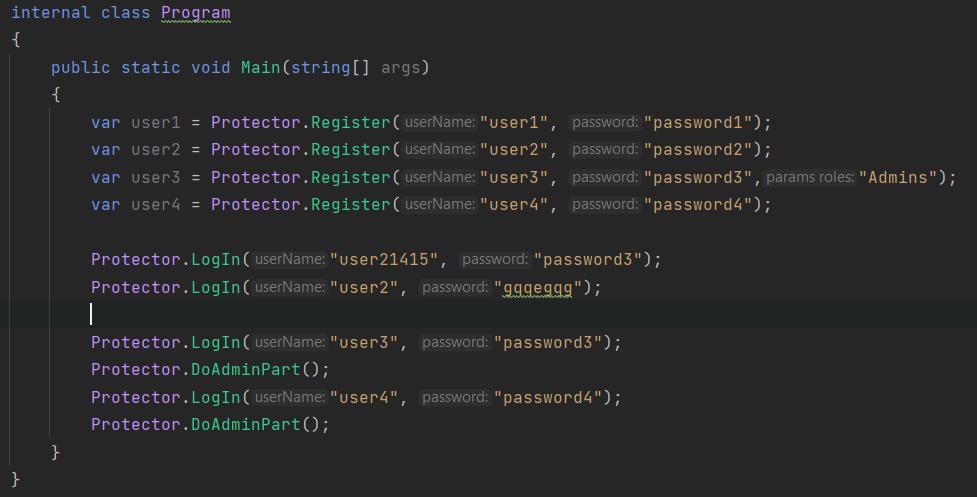 internal class Program
{
public static void Main(string[] args)
{
var user1 = Protector.Register(userName:"user1", password:"password1");
var user2 = Protector.Register(userName:"user2", password:"password2");
var user3 = Protector.Register(userName:"user3", password:"password3",params roles:"Admins");
var user4 = Protector.Register(userName:"user4", password:"password4");
Protector.LogIn(userName:"user21415", password:"password3");
Protector.LogIn(userName:"user2", password:"gqqegqg");
Protector.LogIn(userName:"user3", password:"password3");
Protector.DoAdminPart();
Protector.LogIn(userName:"user4", password:"password4");
Protector.DoAdminPart();
}
}